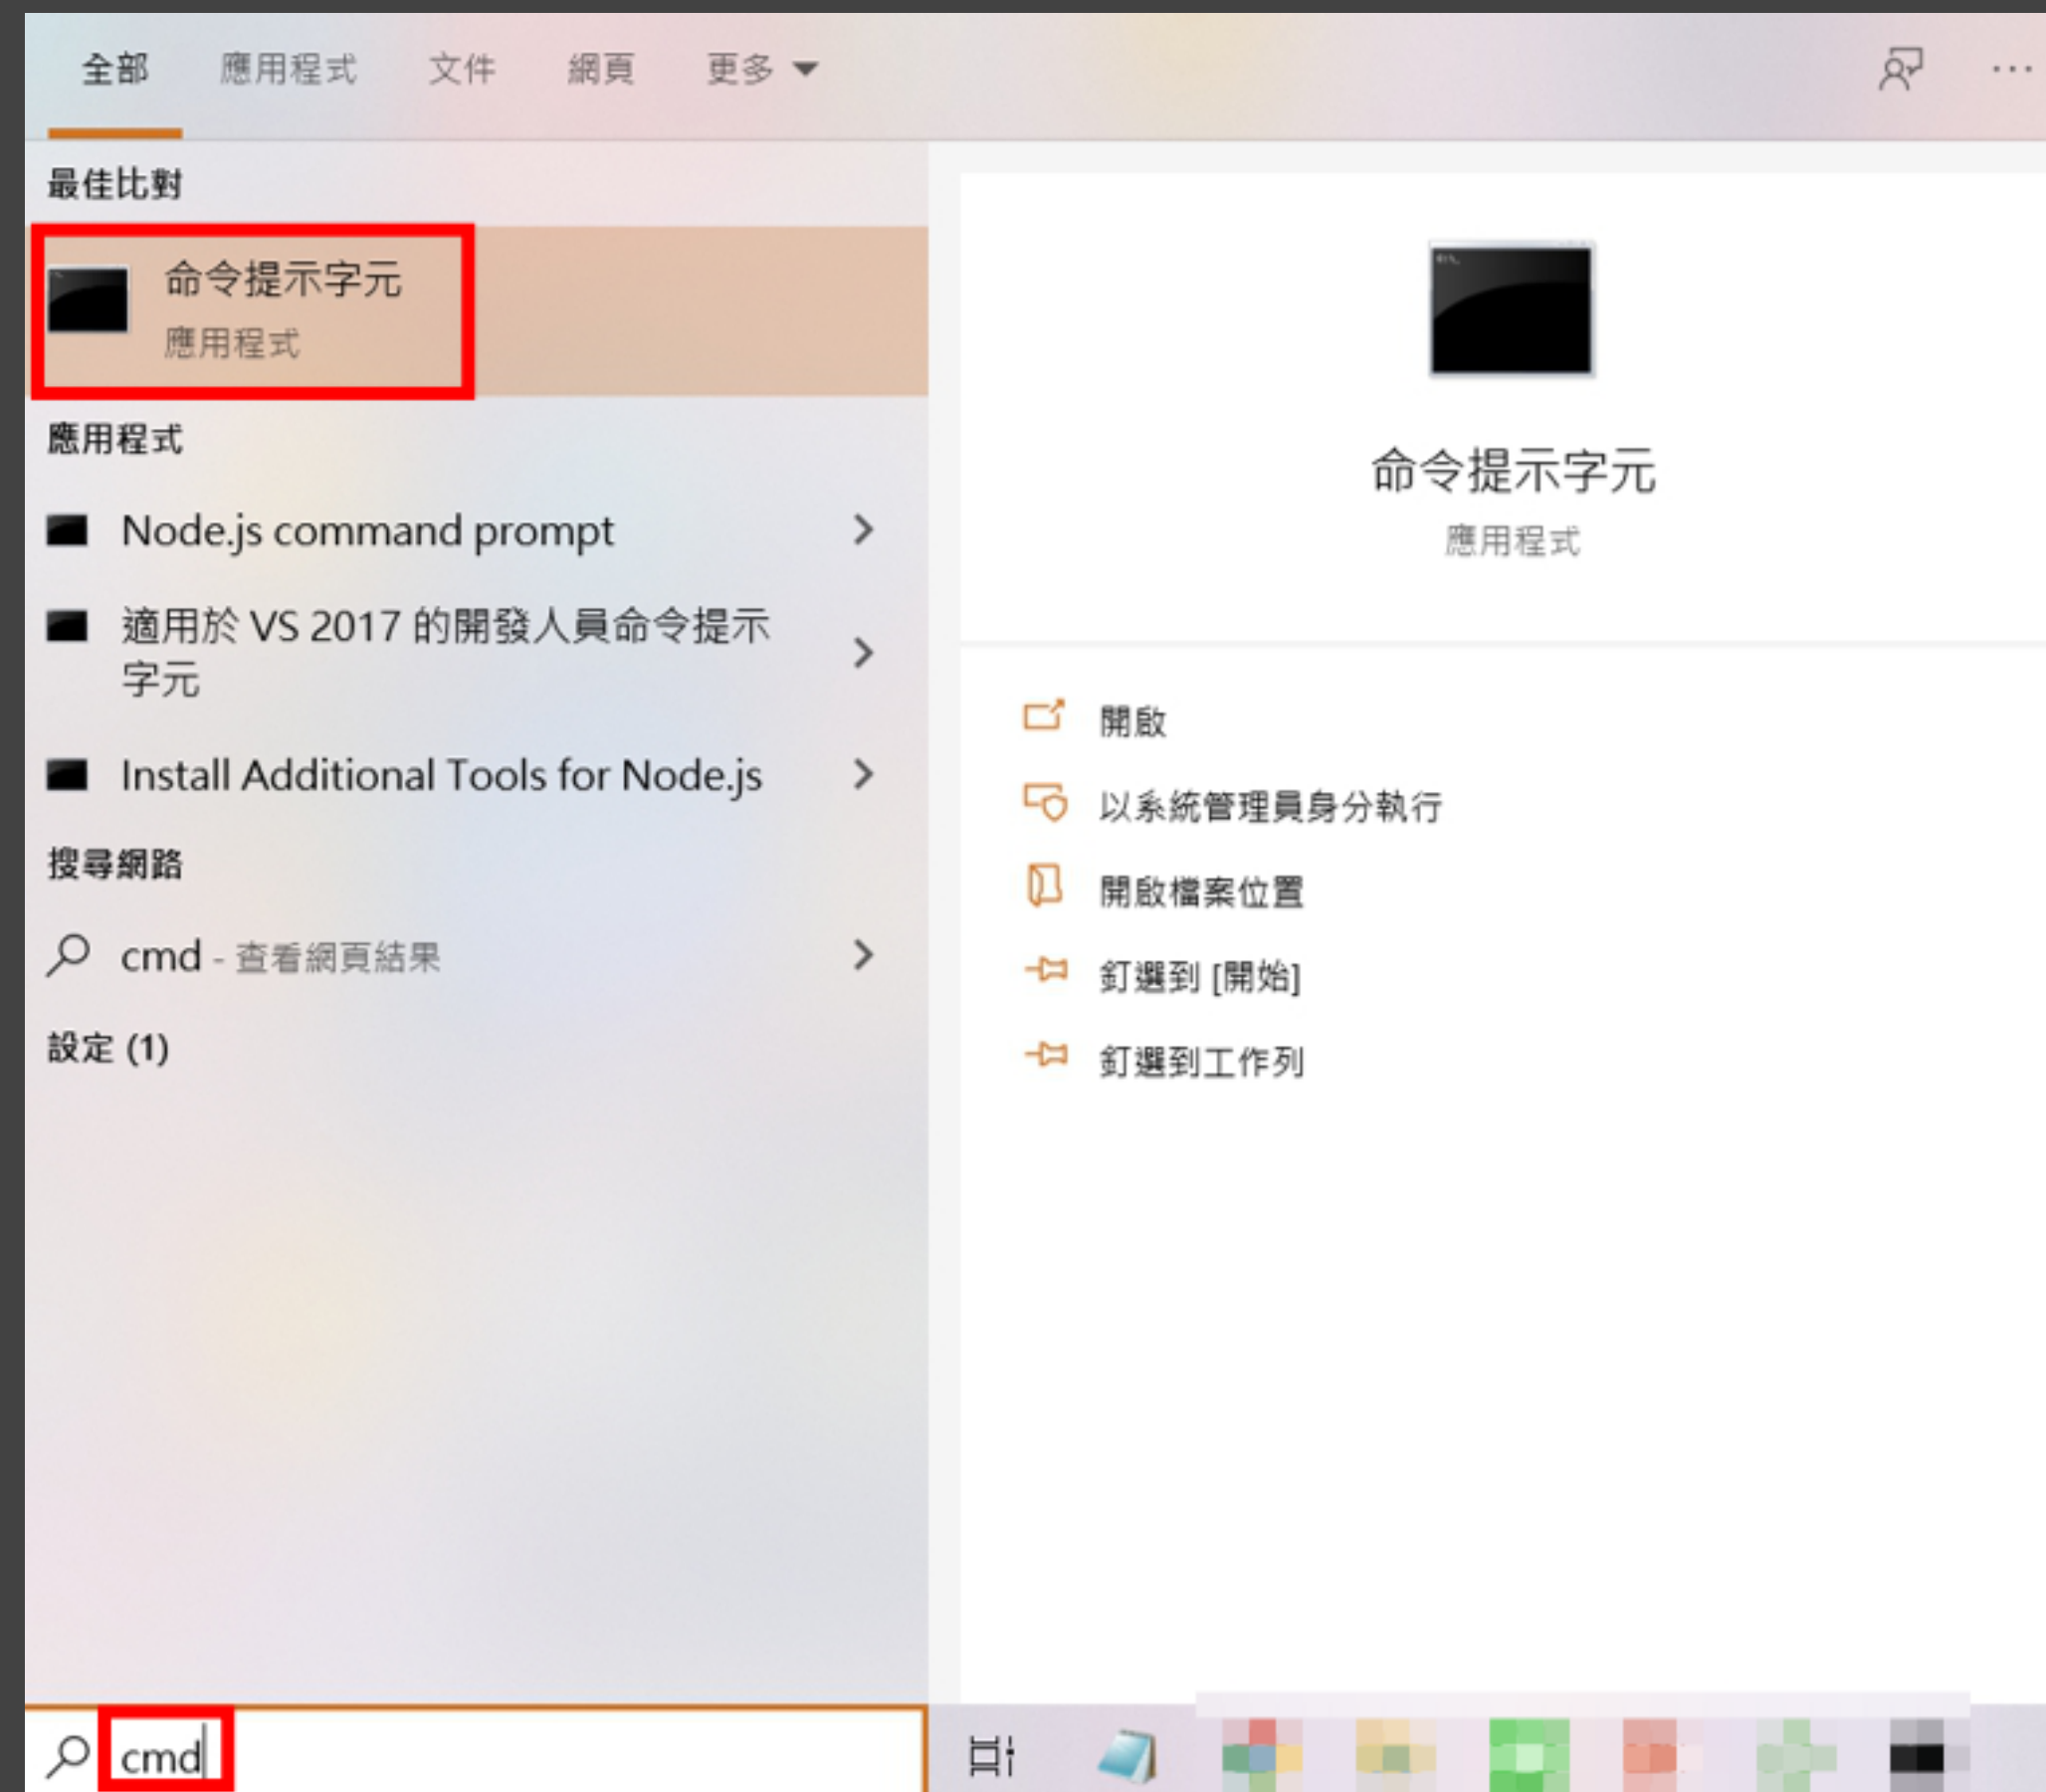 全部 應用程式 文件 網頁 更多
最佳比對
命令提示字元
應用程式
應用程式
Node.js command prompt
適用於 VS 2017 的開發人員命令提示
字元
Install Additional Tools for Node.js
搜尋網路
cmd - 查看網頁結果
設定 (1)
命令提示字元
應用程式
開啟
以系統管理員身分執行
開啟檔案位置
釘選到 [開始]
釘選到工作列
cmd